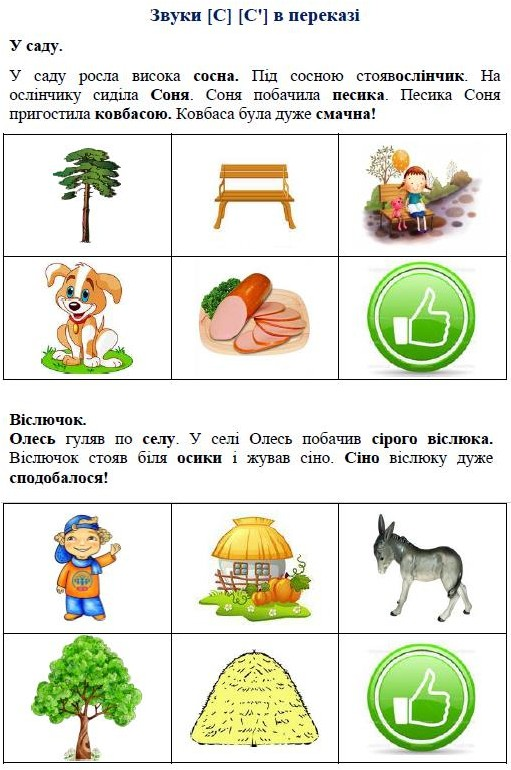 Звуки [С] [С'] в переказі
У саду.
У саду росла висока сосна. Під сосною стоявослінчик. На
ослінчику сиділа Соня. Соня побачила песика. Песика Соня
пригостила ковбасою. Ковбаса була дуже смачна!
Віслючок.
Олесь гуляв по селу. У селі Олесь побачив сірого віслюка.
Віслючок стояв біля осики і жував сіно. Сіно віслюку дуже
сподобалося!